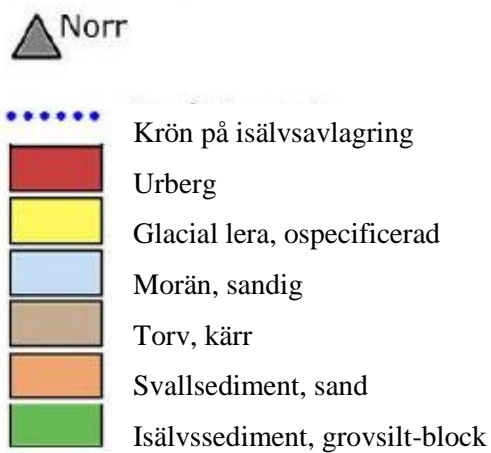 Norr
Krön på isälvsavlagring
Urberg
Glacial lera, ospecificerad
Morän, sandig
Torv, kärr
Svallsediment, sand
Isälvssediment, grovsilt-block